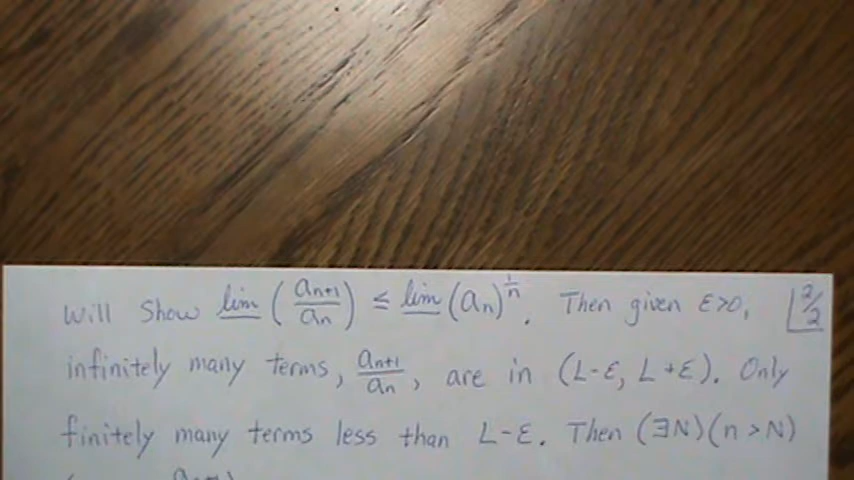 Will Show lim (aₙ₊₁/aₙ) ≤ lim (aₙ)^(1/n). Then given ε>0, 2/2
infinitely many terms, aₙ₊₁/aₙ, are in (L-ε, L+ε). Only
finitely many terms less than L-ε. Then (∃N)(n>N)